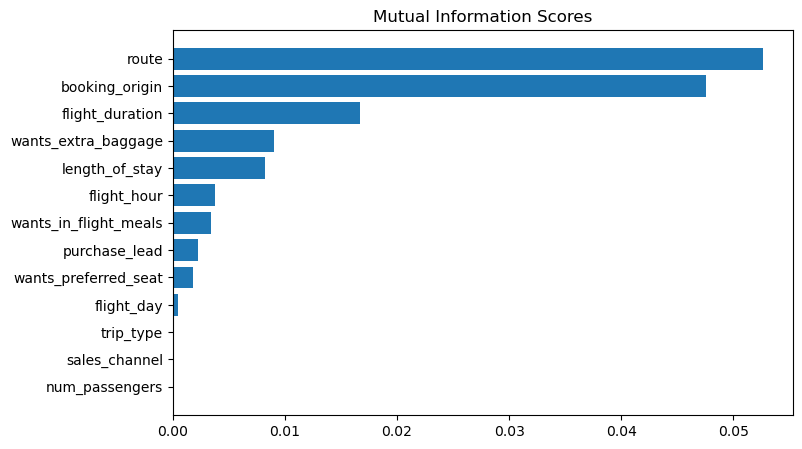 Mutual Information Scores
route
booking_origin
flight_duration
wants_extra_baggage
length_of_stay
flight_hour
wants_in_flight_meals
purchase_lead
wants_preferred_seat
flight_day
trip_type
sales_channel
num_passengers
0.00 0.01 0.02 0.03 0.04 0.05